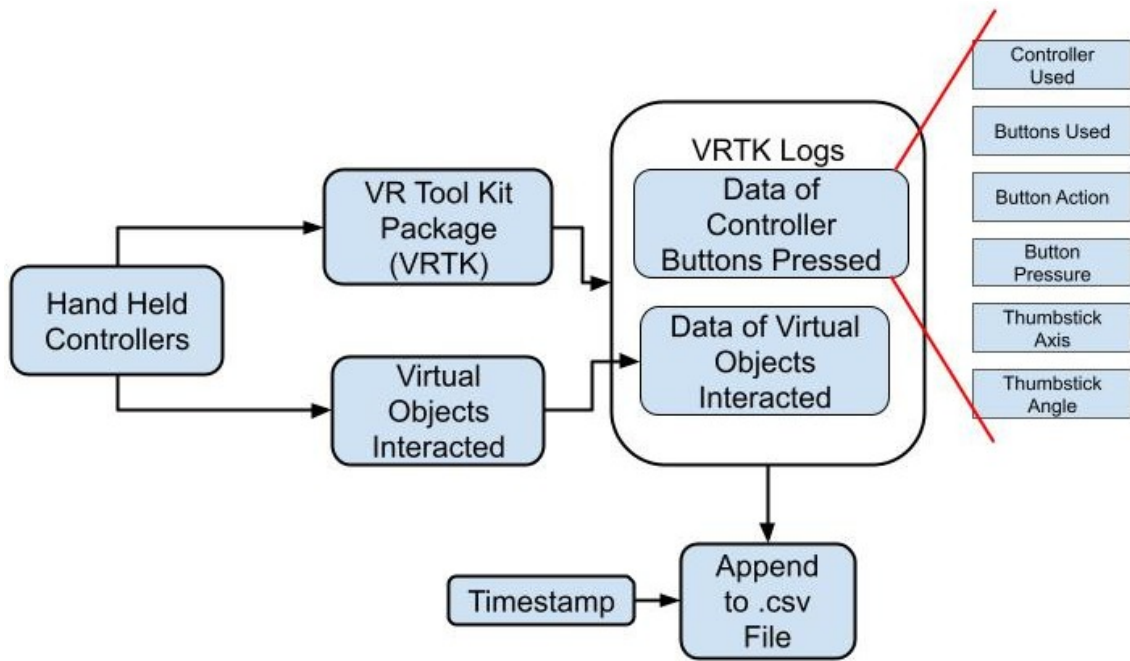 Hand Held
Controllers
VR Tool Kit
Package
(VRTK)
Virtual
Objects
Interacted
VRTK Logs
Data of
Controller
Buttons Pressed
Data of Virtual
Objects
Interacted
Controller
Used
Buttons Used
Button Action
Button
Pressure
Thumbstick
Axis
Thumbstick
Angle
Timestamp
Append
to .csv
File